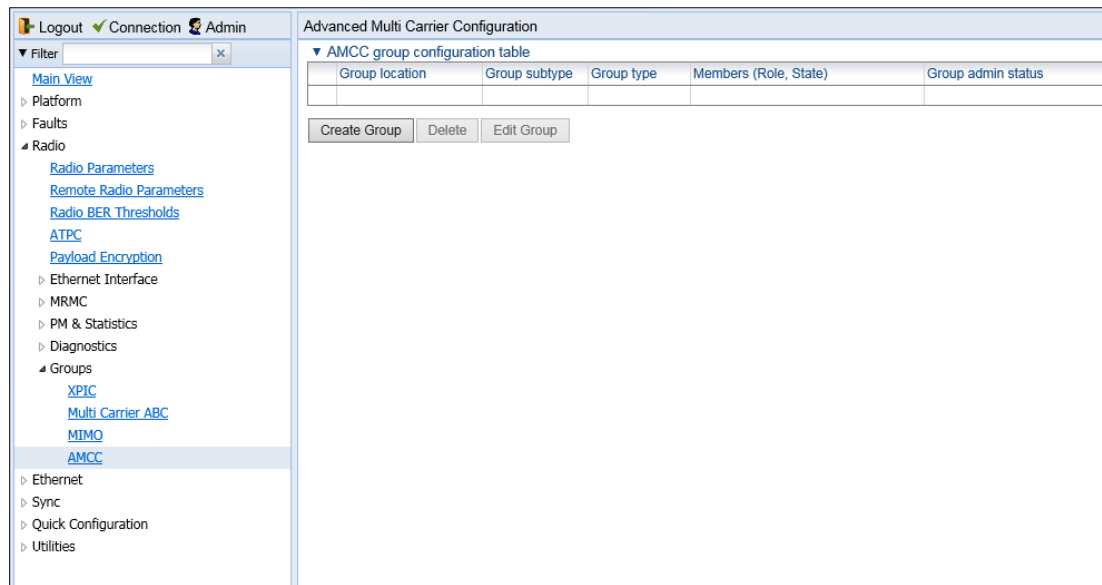 Logout Connection Admin
Filter
Main View
Platform
Faults
Radio
Radio Parameters
Remote Radio Parameters
Radio BER Thresholds
ATPC
Payload Encryption
Ethernet Interface
MRMC
PM & Statistics
Diagnostics
Groups
XPIC
Multi Carrier ABC
MIMO
AMCC
Ethernet
Sync
Quick Configuration
Utilities
Advanced Multi Carrier Configuration
AMCC group configuration table
Group location Group subtype Group type Members (Role, State) Group admin status
Create Group Delete Edit Group